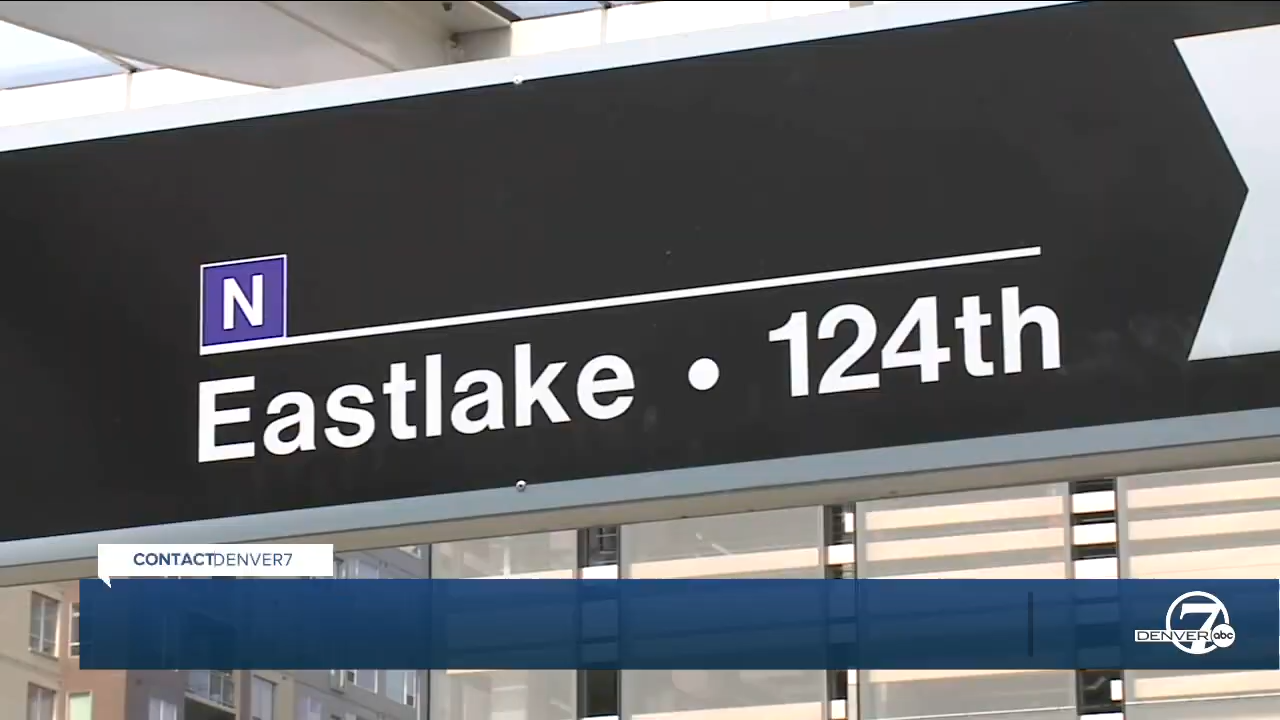 N
Eastlake • 124th
CONTACTDENVER7
7
DENVER abc